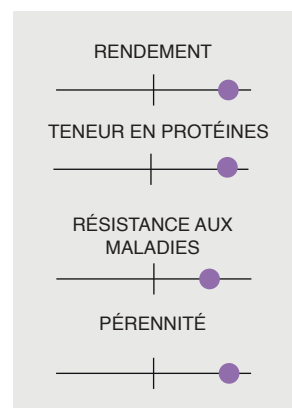 RENDEMENT
TENEUR EN PROTÉINES
RÉSISTANCE AUX
MALADIES
PÉRENNITÉ